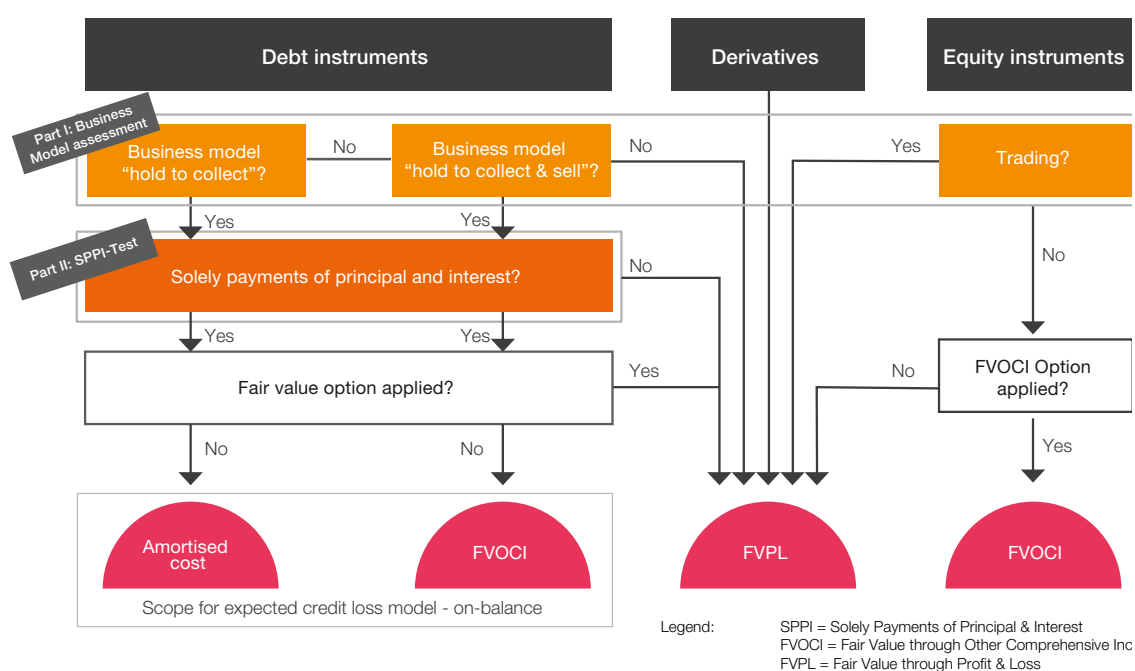 Debt instruments
Derivatives
Equity instruments
Part I: Business
Model assessment
Business model
"hold to collect"?
No
Business model
"hold to collect & sell"?
No
Yes
Trading?
Yes
Yes
No
Part II: SPPI-Test
Solely payments of principal and interest?
No
Yes
Yes
Fair value option applied?
Yes
No
FVOCI Option
applied?
No
No
Yes
Amortised
cost
FVOCI
FVPL
FVOCI
Scope for expected credit loss model - on-balance
Legend:
SPPI = Solely Payments of Principal & Interest
FVOCI = Fair Value through Other Comprehensive Inc
FVPL = Fair Value through Profit & Loss